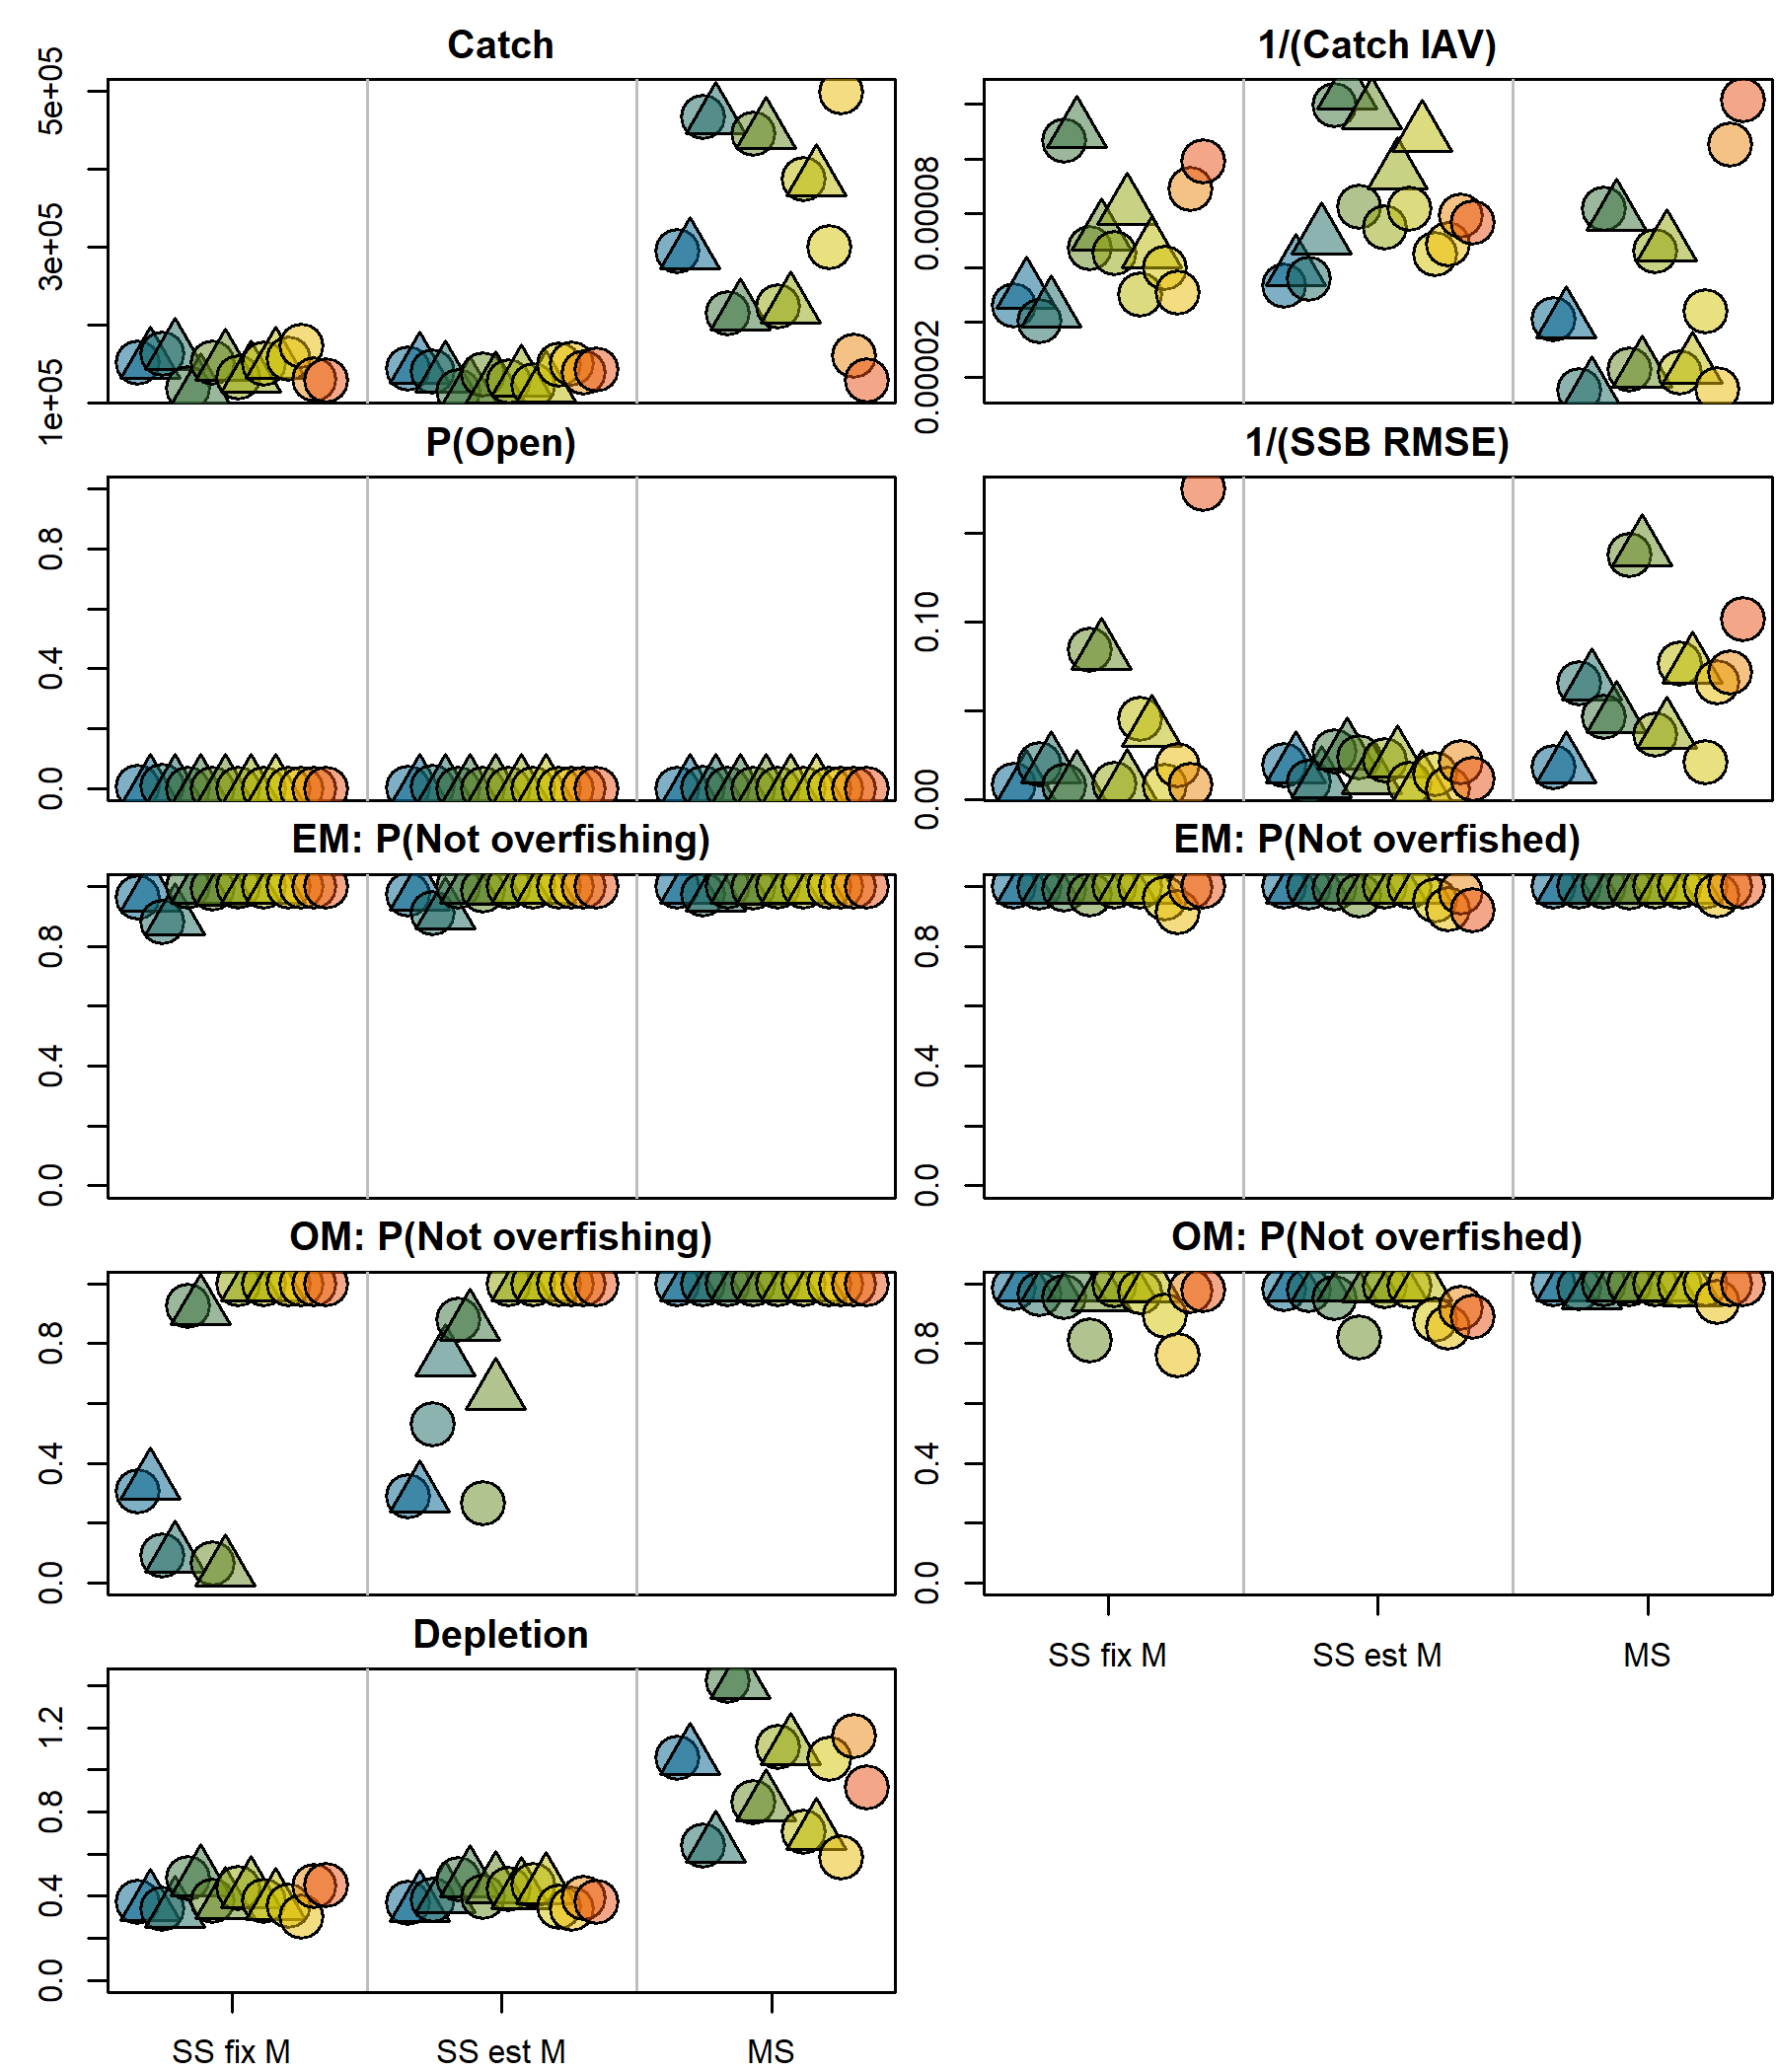 Catch
1e+05 3e+05 5e+05
1/(Catch IAV)
0.00002 0.00008
P(Open)
0.0 0.4 0.8
1/(SSB RMSE)
0.00 0.10
EM: P(Not overfishing)
0.0 0.4 0.8
EM: P(Not overfished)
0.0 0.4 0.8
OM: P(Not overfishing)
0.0 0.4 0.8
OM: P(Not overfished)
0.0 0.4 0.8
SS fix M SS est M MS
Depletion
0.0 0.4 0.8 1.2
SS fix M SS est M MS